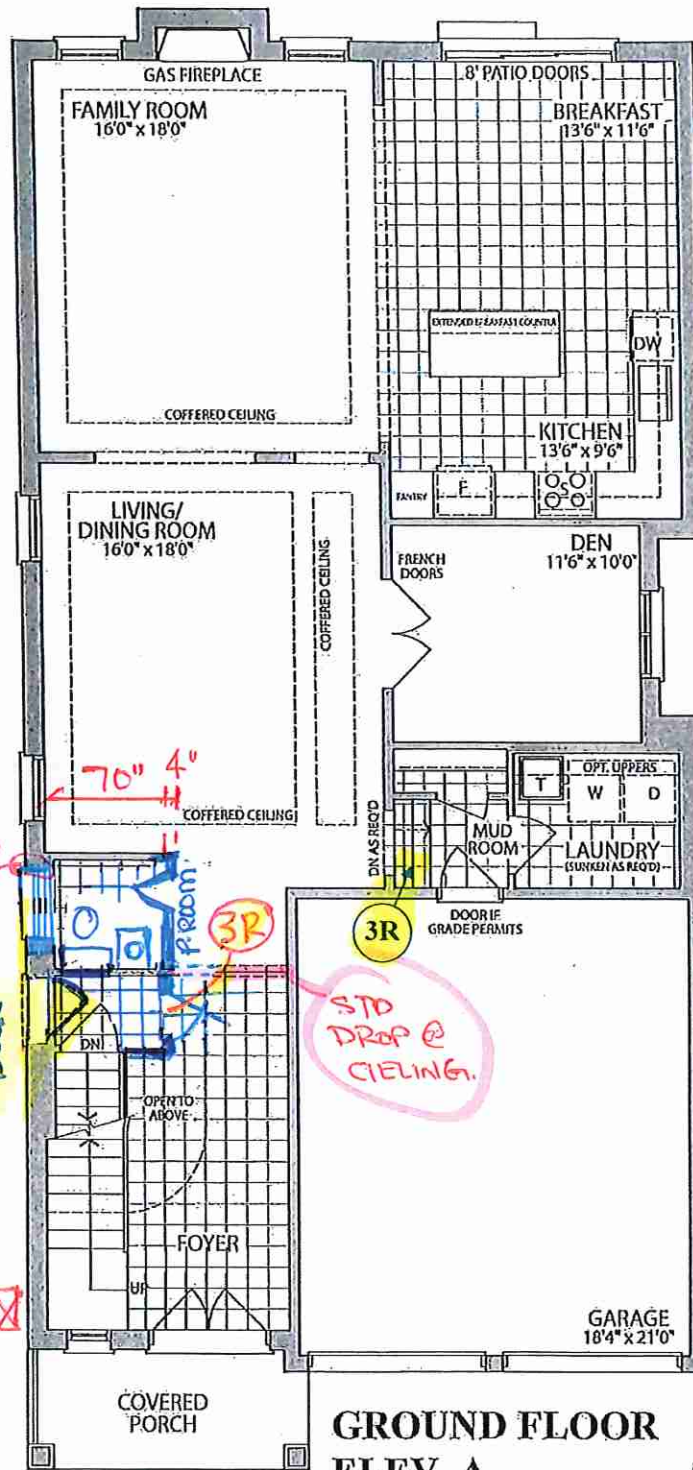 GAS FIREPLACE
8' PATIO DOORS
FAMILY ROOM
16'0" x 18'0"
BREAKFAST
13'6" x 11'6"
EXTENDED BREAKFAST COUNTER
DW
COFFERED CEILING
KITCHEN
13'6" x 9'6"
PANTRY
F
S
LIVING/
DINING ROOM
16'0" x 18'0"
COFFERED CEILING
FRENCH
DOORS
DEN
11'6" x 10'0"
70" 4"
COFFERED CEILING
DN AS REQ'D
MUD
ROOM
T
OPT. UPPERS
W
D
LAUNDRY
(SUNKEN AS REQ'D)
P. ROOM
3R
3R
DOOR IF
GRADE PERMITS
STD
DROP @
CIELING.
DN
OPEN TO
ABOVE
FOYER
UP
GARAGE
18'4" x 21'0"
COVERED
PORCH
GROUND FLOOR
ELEV. A